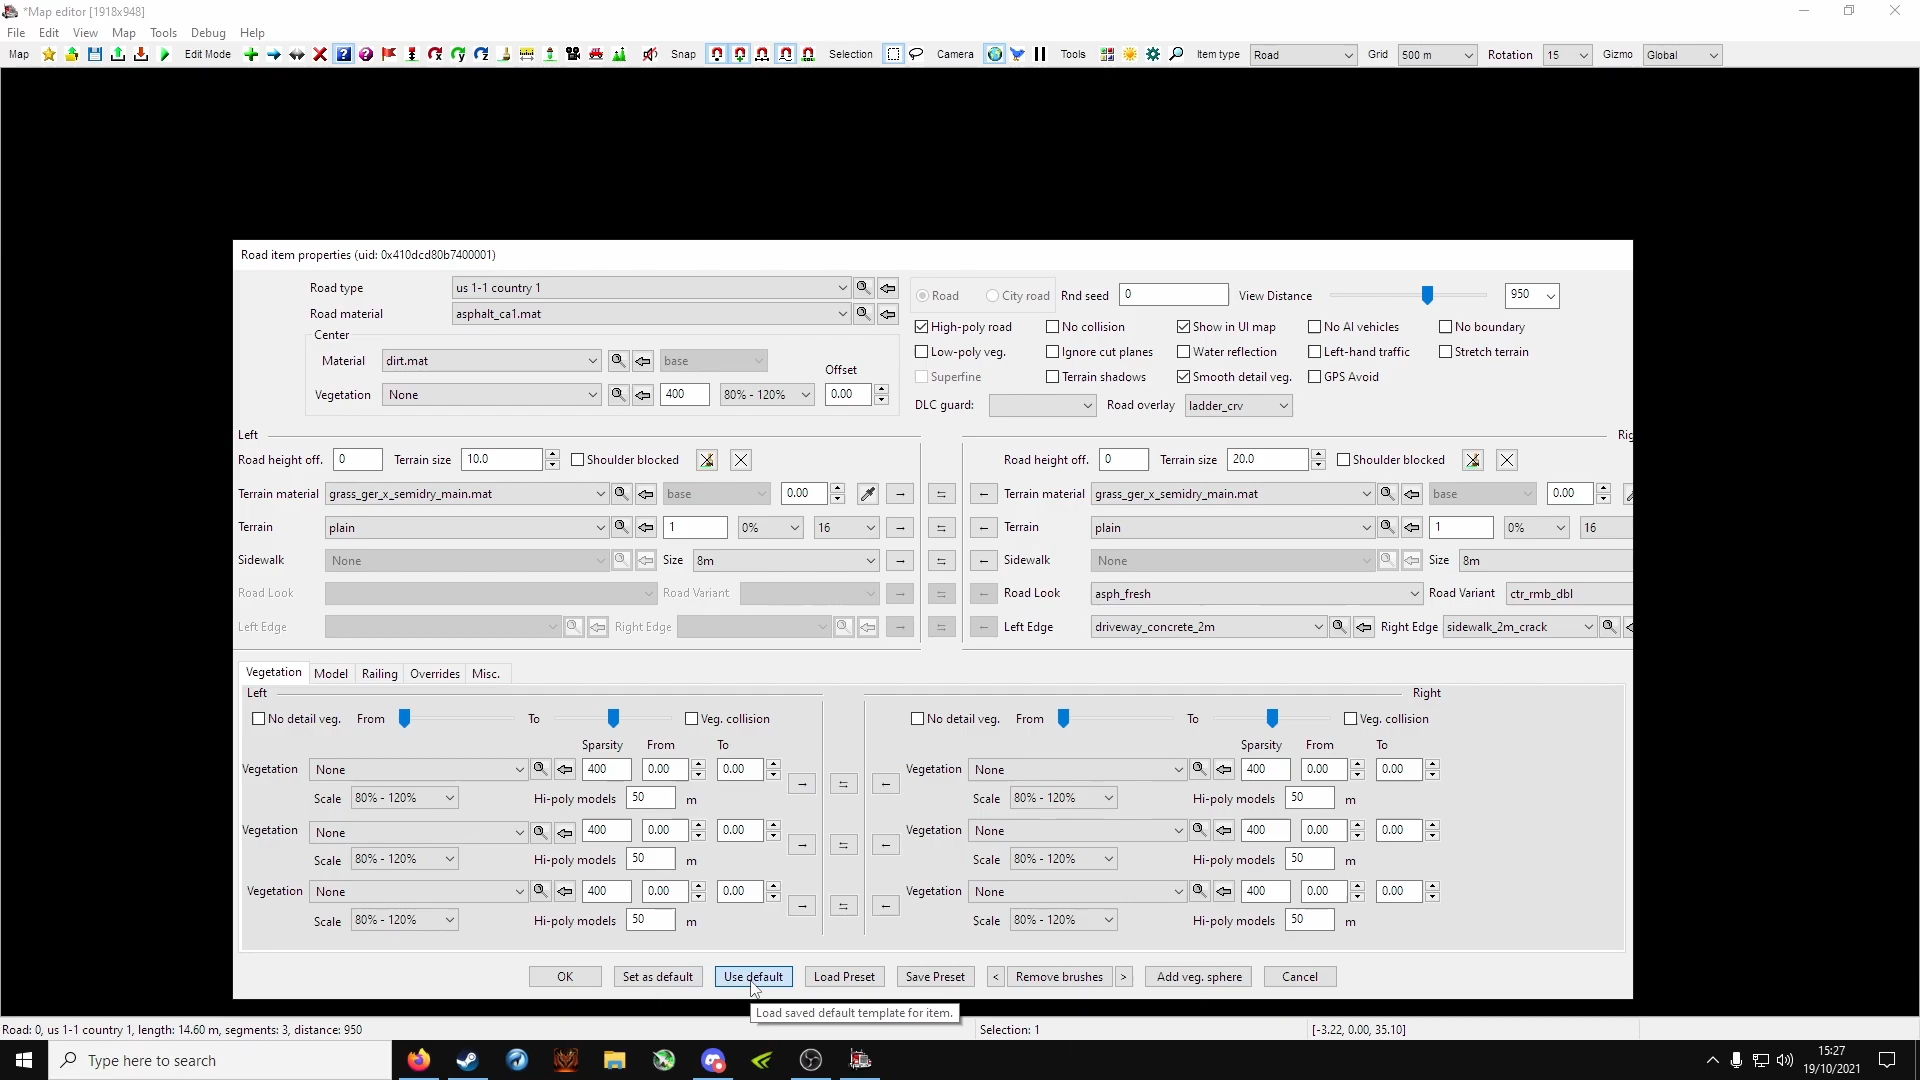 *Map editor [1918x948]
File Edit View Map Tools Debug Help
Map Edit Mode Snap Selection Camera Tools Item type Road Grid 500 m Rotation 15 Gizmo Global
Road item properties (uid: 0x410dcd80b7400001)
Road type us 1-1 country 1 Road City road Rnd seed 0 View Distance 950
Road material asphalt_ca1.mat High-poly road No collision Show in UI map No AI vehicles No boundary
Center
Low-poly veg. Ignore cut planes Water reflection Left-hand traffic Stretch terrain
Material dirt.mat base Offset
Superfine Terrain shadows Smooth detail veg. GPS Avoid
Vegetation None 400 80% - 120% 0.00
DLC guard: Road overlay ladder_crv
Left Rig
Road height off. 0 Terrain size 10.0 Shoulder blocked Road height off. 0 Terrain size 20.0 Shoulder blocked
Terrain material grass_ger_x_semidry_main.mat base 0.00 → ⇆ ← Terrain material grass_ger_x_semidry_main.mat base 0.00
Terrain plain 1 0% 16 → ⇆ ← Terrain plain 1 0% 16
Sidewalk None Size 8m → ⇆ ← Sidewalk None Size 8m
Road Look Road Variant → ⇆ ← Road Look asph_fresh Road Variant ctr_rmb_dbl
Left Edge Right Edge → ⇆ ← Left Edge driveway_concrete_2m Right Edge sidewalk_2m_crack
Vegetation Model Railing Overrides Misc.
Left Right
No detail veg. From To Veg. collision No detail veg. From To Veg. collision
Sparsity From To Sparsity From To
Vegetation None 400 0.00 0.00 → ⇆ ← Vegetation None 400 0.00 0.00
Scale 80% - 120% Hi-poly models 50 m Scale 80% - 120% Hi-poly models 50 m
Vegetation None 400 0.00 0.00 → ⇆ ← Vegetation None 400 0.00 0.00
Scale 80% - 120% Hi-poly models 50 m Scale 80% - 120% Hi-poly models 50 m
Vegetation None 400 0.00 0.00 → ⇆ ← Vegetation None 400 0.00 0.00
Scale 80% - 120% Hi-poly models 50 m Scale 80% - 120% Hi-poly models 50 m
OK Set as default Use default Load Preset Save Preset < Remove brushes > Add veg. sphere Cancel
Load saved default template for item.
Road: 0, us 1-1 country 1, length: 14.60 m, segments: 3, distance: 950 Selection: 1 [-3.22, 0.00, 35.10]
Type here to search 15:27
19/10/2021